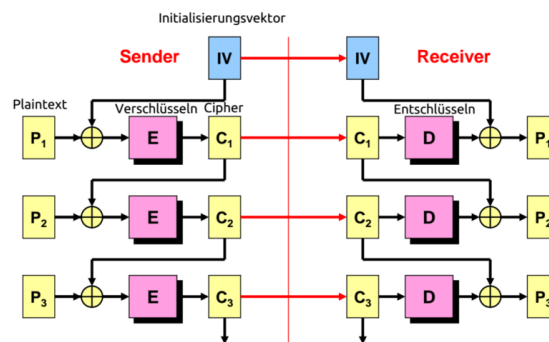 Initialisierungsvektor
Sender IV IV Receiver
Plaintext Verschlüsseln Cipher Entschlüsseln
P1 E C1 C1 D P1
P2 E C2 C2 D P2
P3 E C3 C3 D P3